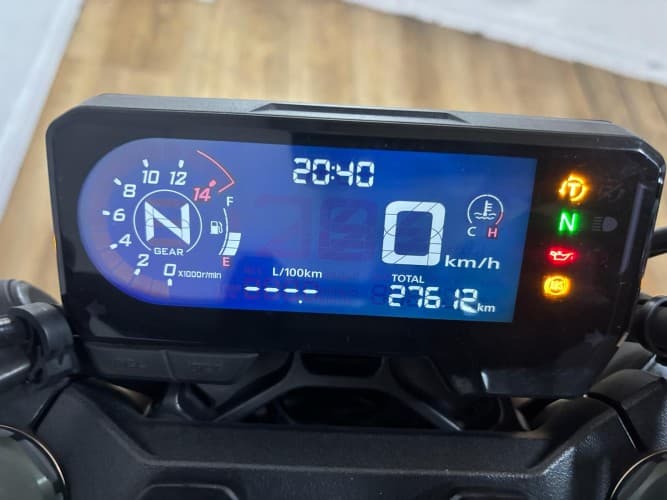 20:40
8 10 12 14
6
4
2
0 X1000r/min
N
GEAR
F
E
L/100km
----
0 km/h
C H
TOTAL
27612 km
T
N
ABS